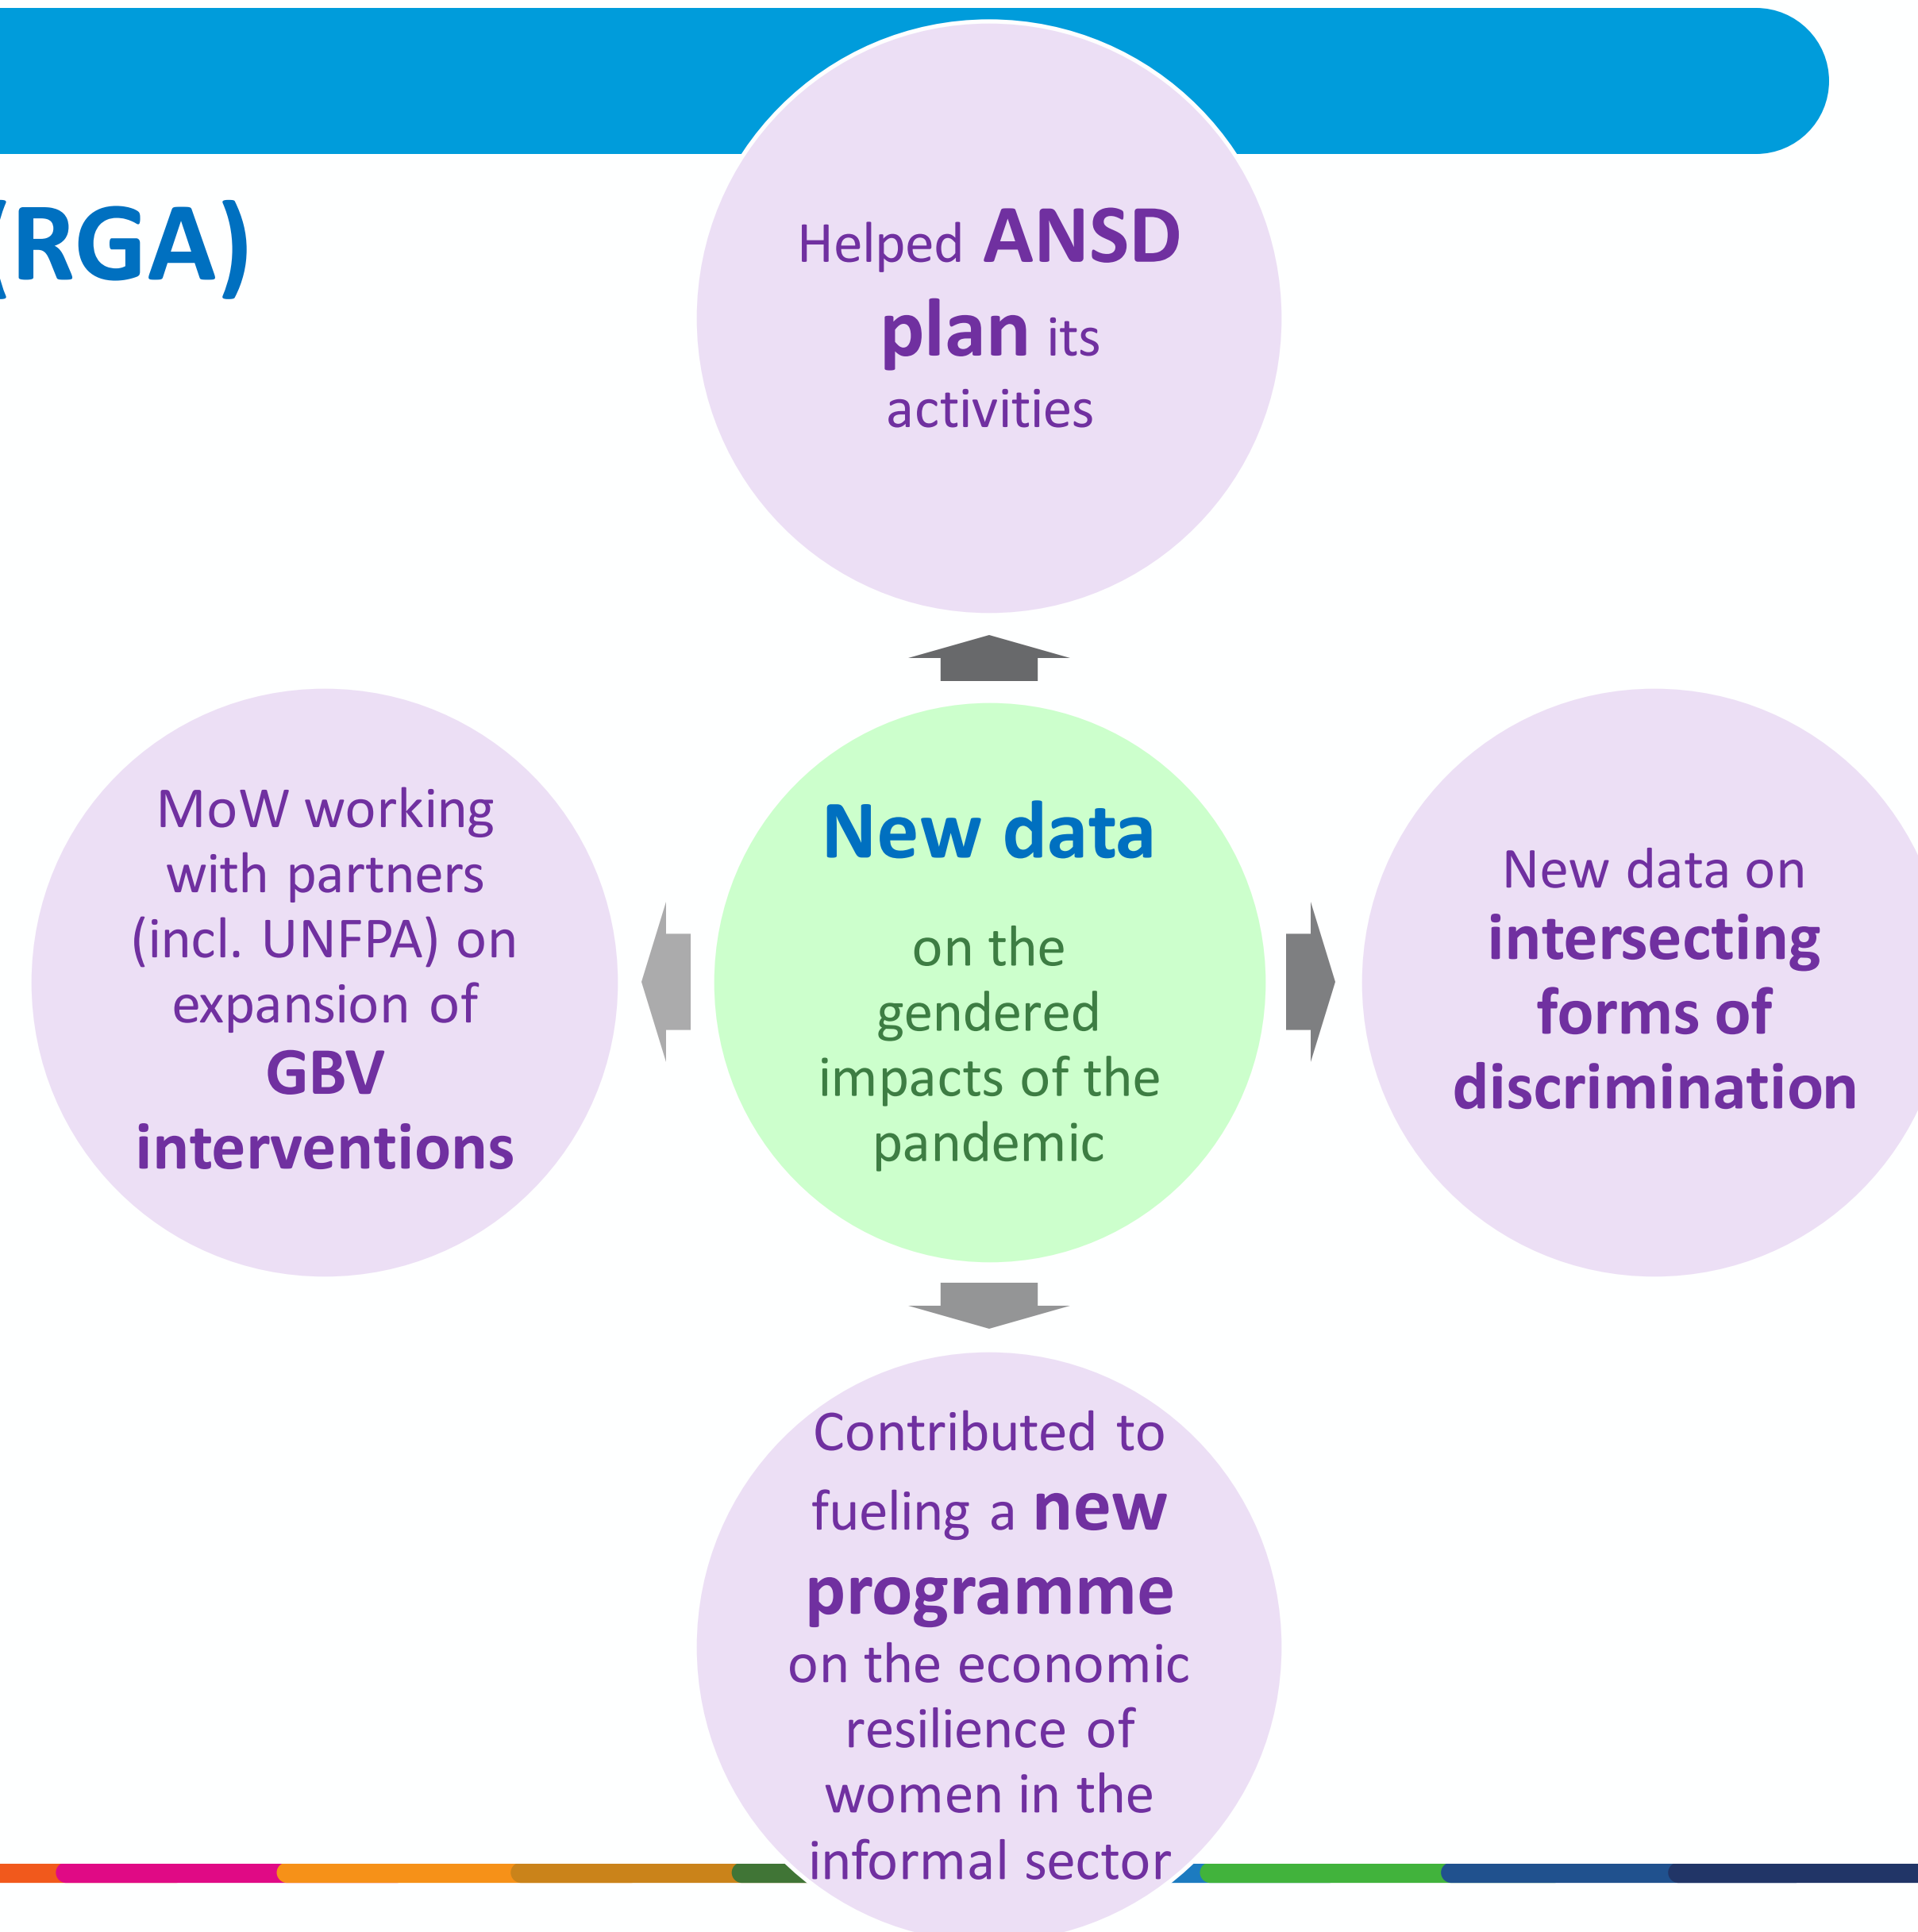 (RGA)
Helped ANSD
plan its
activities
MoW working
with partners
(incl. UNFPA) on
expansion of
GBV
interventions
New data
on the
gendered
impacts of the
pandemic
New data on
intersecting
forms of
discrimination
Contributed to
fueling a new
programme
on the economic
resilience of
women in the
informal sector